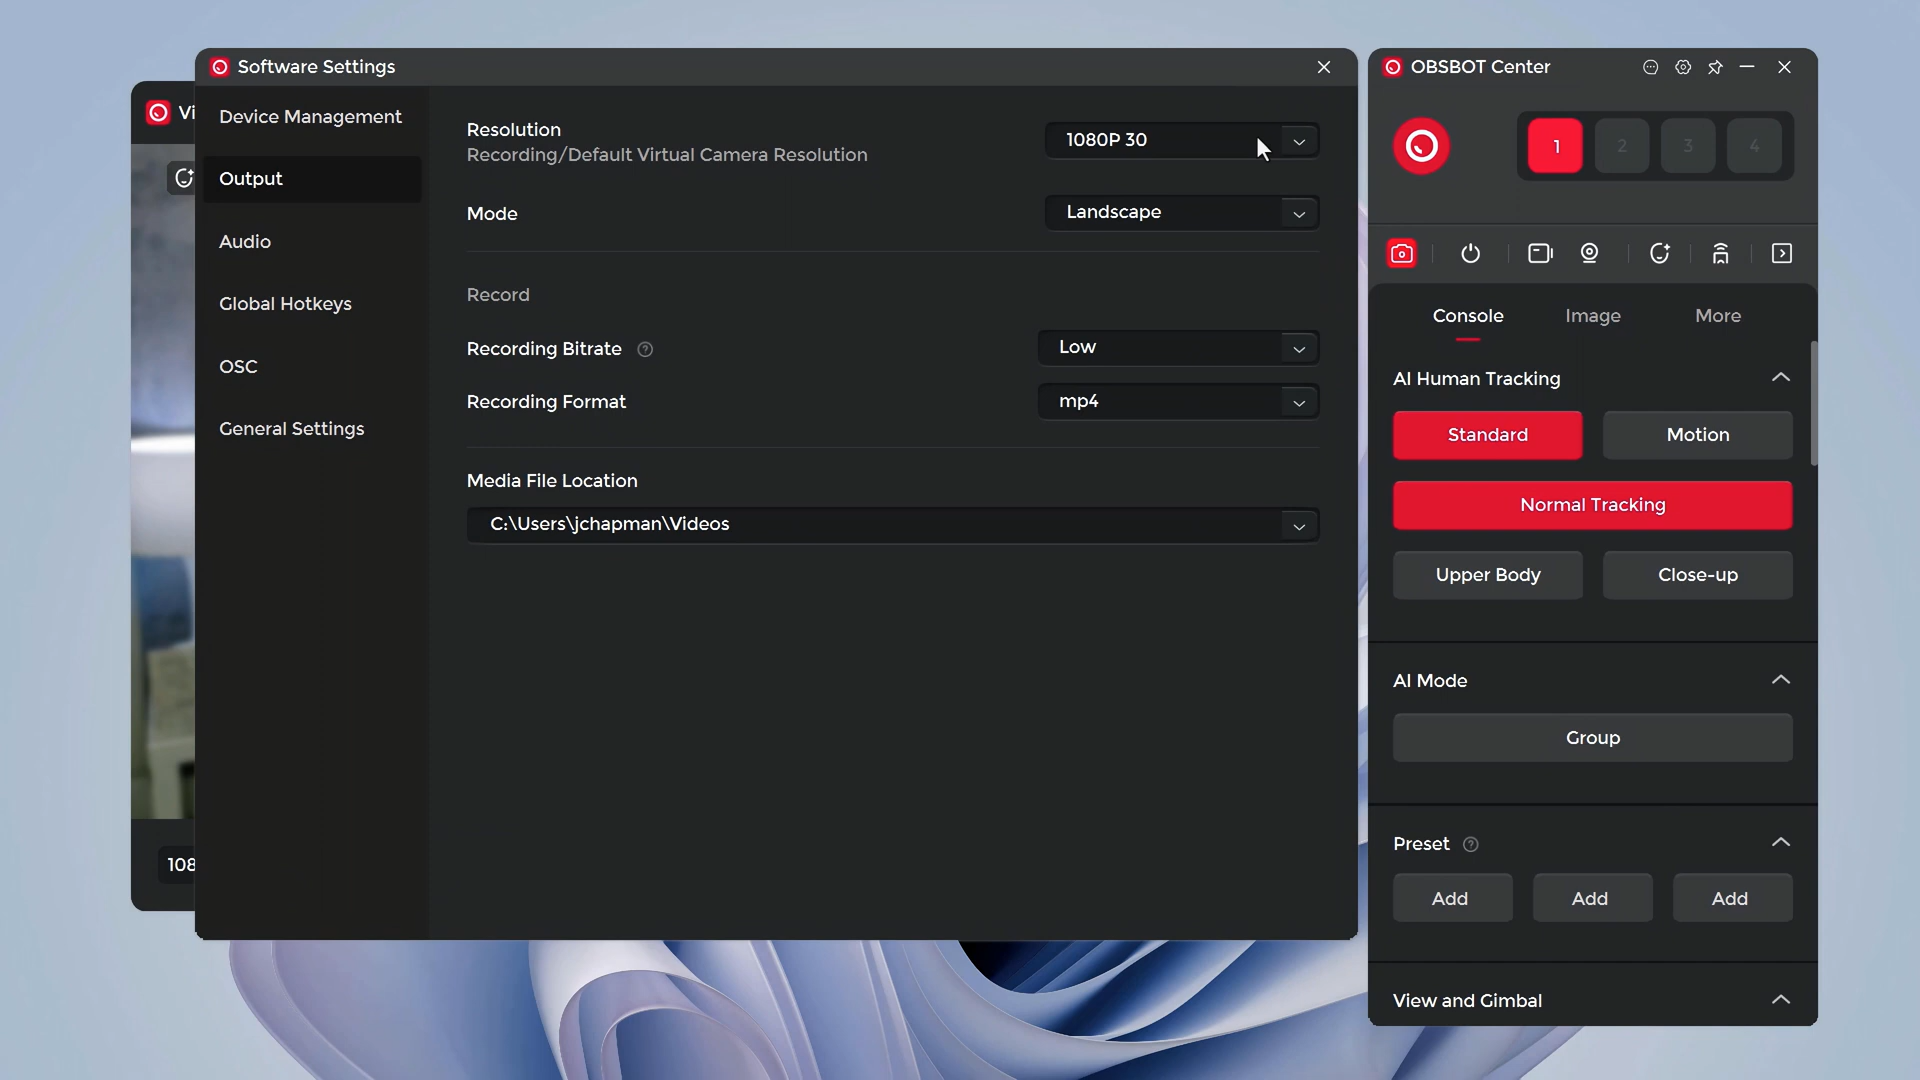 Vi
108
Software Settings
Device Management
Output
Audio
Global Hotkeys
OSC
General Settings
Resolution
Recording/Default Virtual Camera Resolution
1080P 30
Mode
Landscape
Record
Recording Bitrate ?
Low
Recording Format
mp4
Media File Location
C:\Users\jchapman\Videos
OBSBOT Center
1 2 3 4
Console Image More
AI Human Tracking
Standard Motion
Normal Tracking
Upper Body Close-up
AI Mode
Group
Preset ?
Add Add Add
View and Gimbal